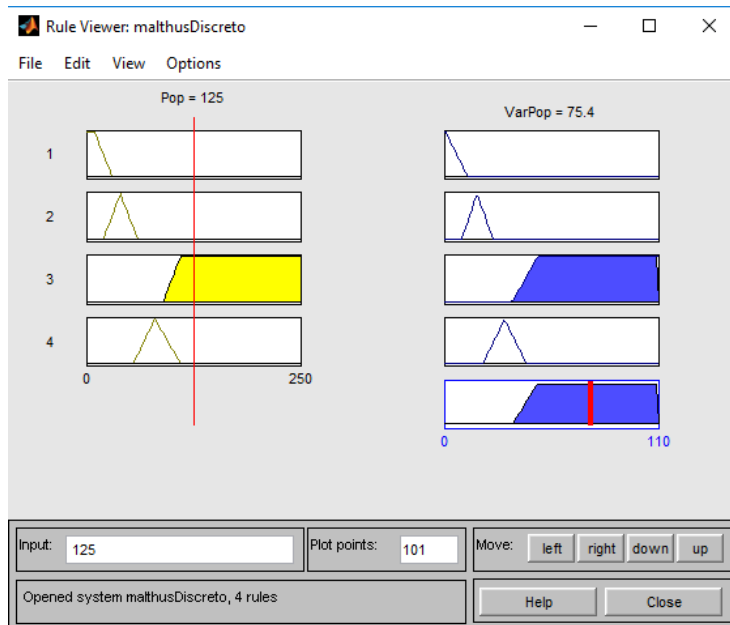 Rule Viewer: malthusDiscreto
File Edit View Options
Pop = 125
VarPop = 75.4
1
2
3
4
0 250
0 110
Input: 125
Plot points: 101
Move: left right down up
Opened system malthusDiscreto, 4 rules
Help Close